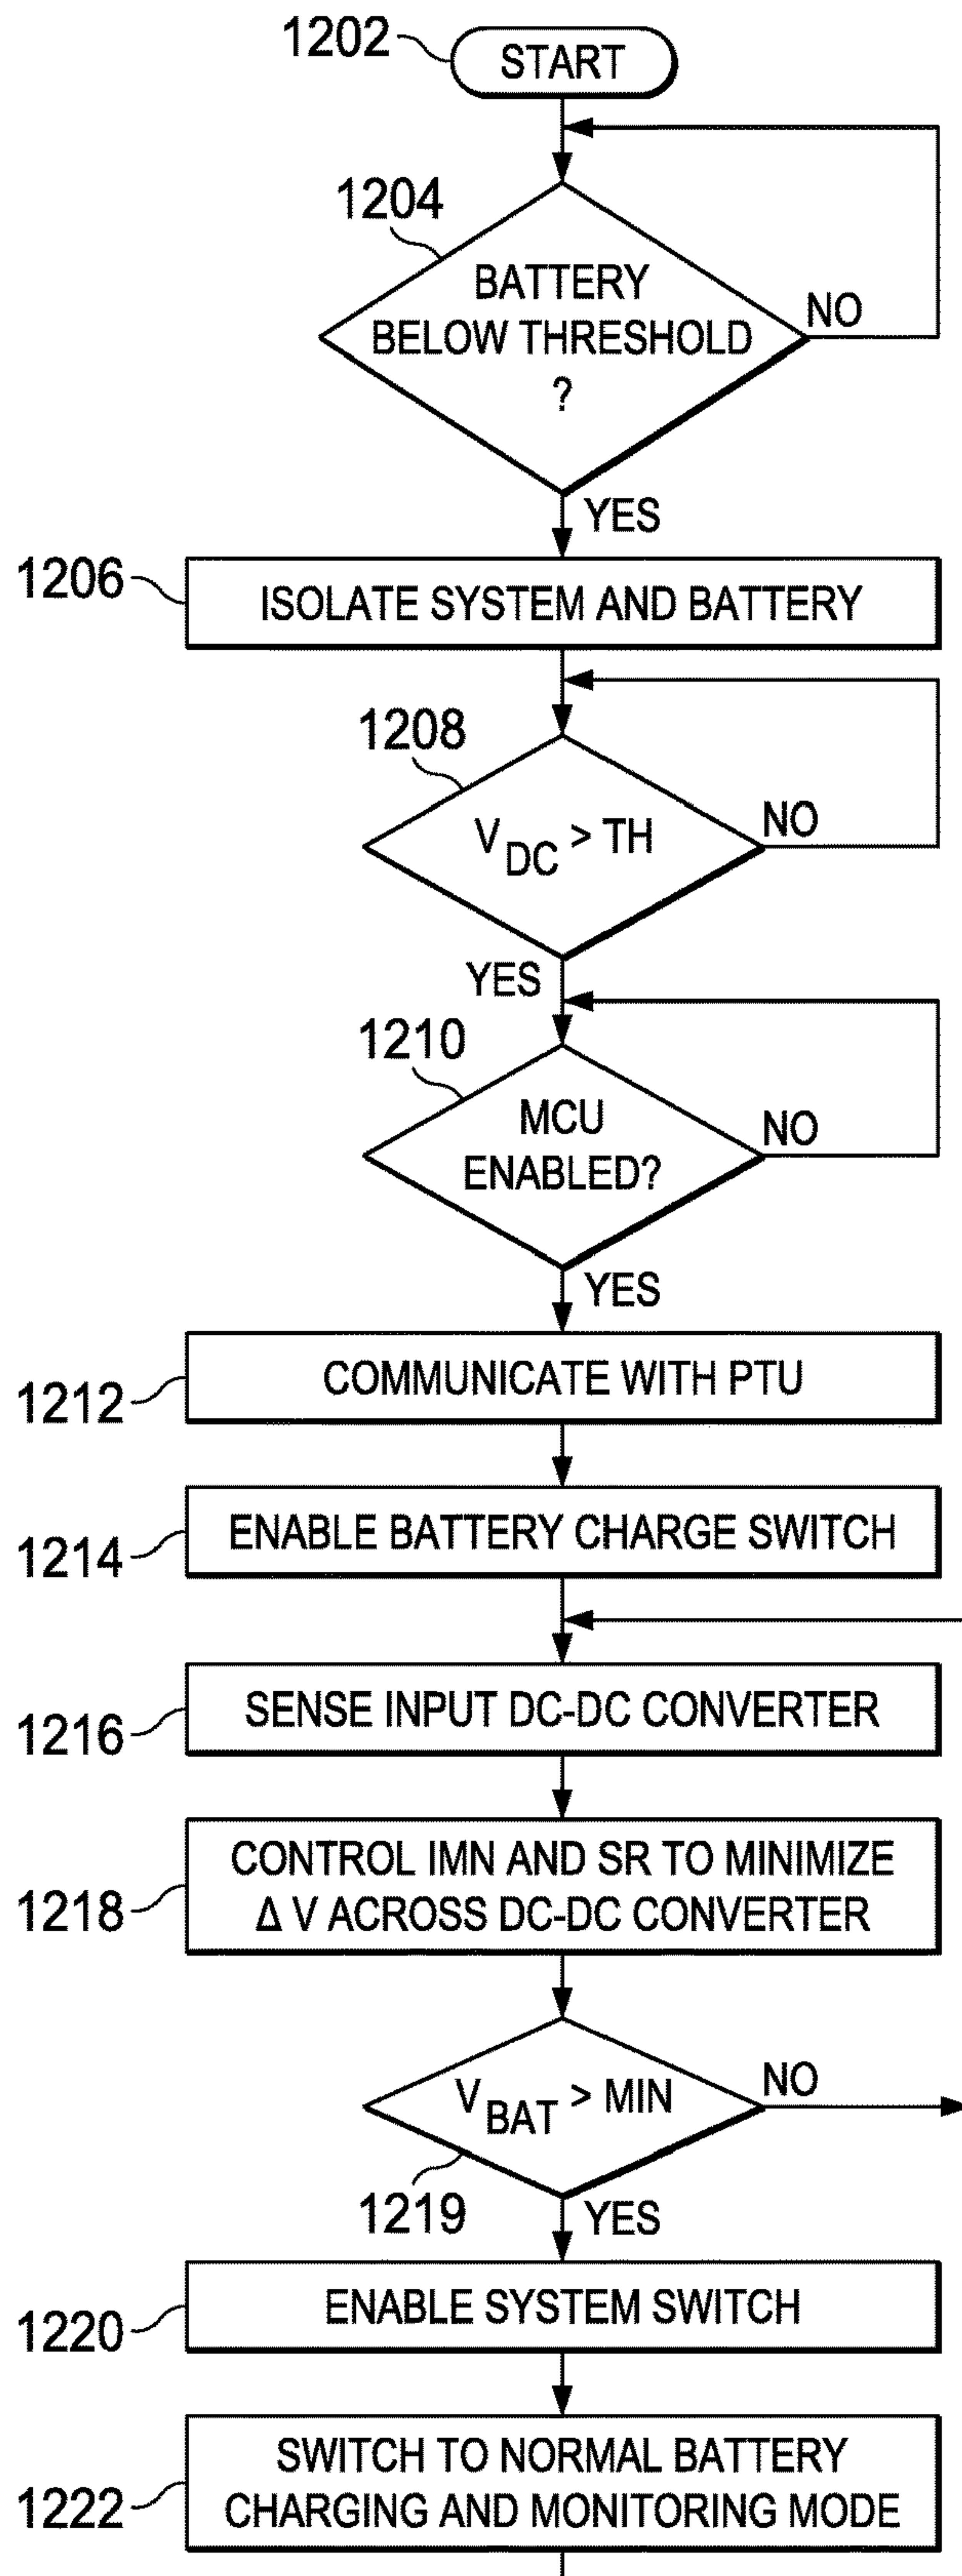 1202
START
1204
BATTERY
BELOW THRESHOLD
?
NO
YES
1206
ISOLATE SYSTEM AND BATTERY
1208
V DC > TH
NO
YES
1210
MCU
ENABLED?
NO
YES
1212
COMMUNICATE WITH PTU
1214
ENABLE BATTERY CHARGE SWITCH
1216
SENSE INPUT DC-DC CONVERTER
1218
CONTROL IMN AND SR TO MINIMIZE
Δ V ACROSS DC-DC CONVERTER
V BAT > MIN
NO
1219
YES
1220
ENABLE SYSTEM SWITCH
1222
SWITCH TO NORMAL BATTERY
CHARGING AND MONITORING MODE